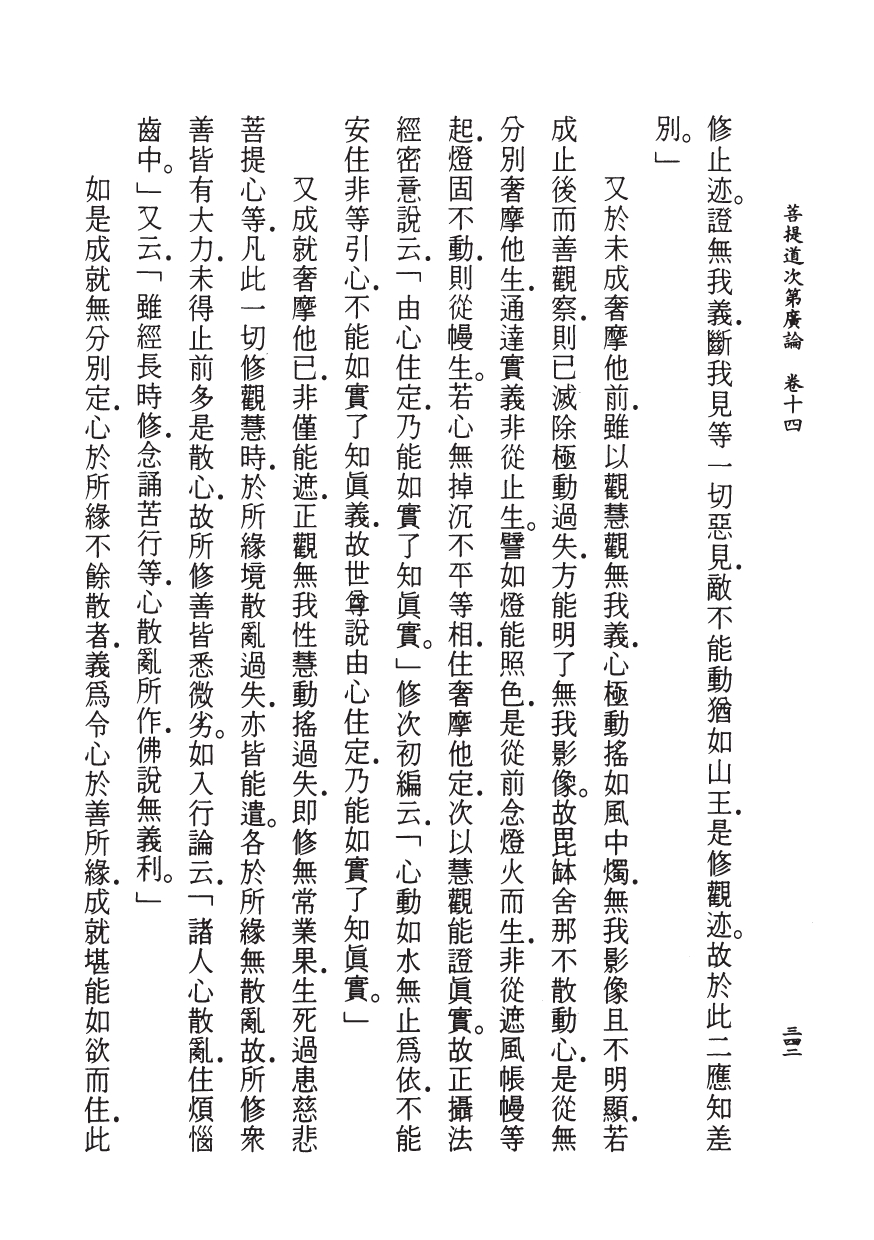 菩提道次第廣論　卷十四
三四二
修止迹。證無我義．斷我見等一切惡見．敵不能動猶如山王．是修觀迹。故於此二應知差
別。」
又於未成奢摩他前．雖以觀慧觀無我義．心極動搖如風中燭．無我影像且不明顯．若
成止後而善觀察．則已滅除極動過失．方能明了無我影像。故毘缽舍那不散動心．是從無
分別奢摩他生．通達實義非從止生。譬如燈能照色．是從前念燈火而生．非從遮風帳幔等
起．燈固不動．則從幔生。若心無掉沉不平等相．住奢摩他定．次以慧觀能證眞實。故正攝法
經密意說云．「由心住定．乃能如實了知眞實。」修次初編云．「心動如水無止爲依．不能
安住非等引心．不能如實了知眞義．故世尊說由心住定．乃能如實了知眞實。」
又成就奢摩他已．非僅能遮．正觀無我性慧動搖過失．即修無常業果．生死過患慈悲
菩提心等．凡此一切修觀慧時．於所緣境散亂過失．亦皆能遣。各於所緣無散亂故．所修衆
善皆有大力．未得止前多是散心．故所修善皆悉微劣。如入行論云．「諸人心散亂．住煩惱
齒中。」又云．「雖經長時修．念誦苦行等．心散亂所作．佛說無義利。」
如是成就無分別定．心於所緣不餘散者．義爲令心於善所緣．成就堪能如欲而住．此